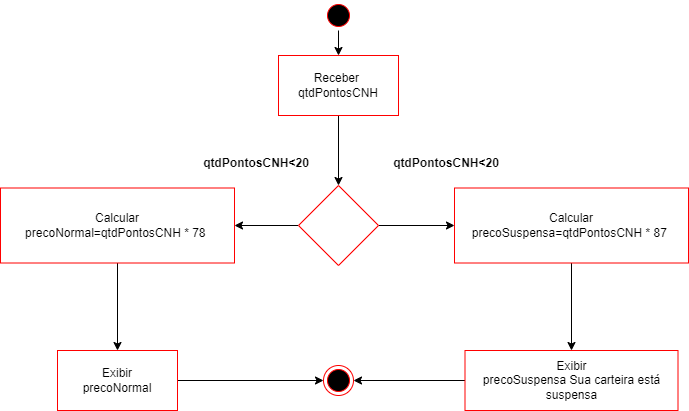 Receber
qtdPontosCNH
qtdPontosCNH<20
qtdPontosCNH<20
Calcular
precoNormal=qtdPontosCNH * 78
Calcular
precoSuspensa=qtdPontosCNH * 87
Exibir
precoNormal
Exibir
precoSuspensa Sua carteira está
suspensa